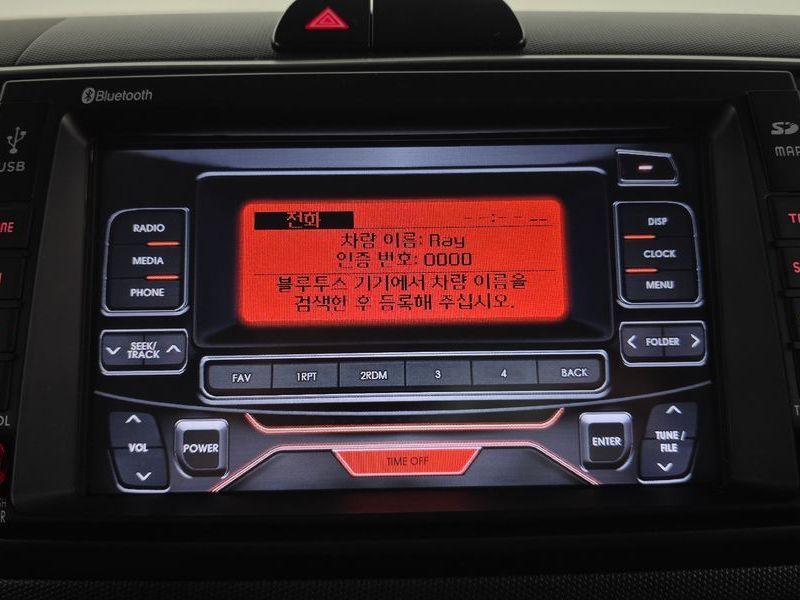 Bluetooth
USB
SD
RADIO
MEDIA
PHONE
전화
--:-- --
차량 이름: Ray
인증 번호: 0000
블루투스 기기에서 차량 이름을
검색한 후 등록해 주십시오.
DISP
CLOCK
MENU
SEEK/
TRACK
FOLDER
FAV 1RPT 2RDM 3 4 BACK
VOL
POWER
TIME OFF
ENTER
TUNE/
FILE